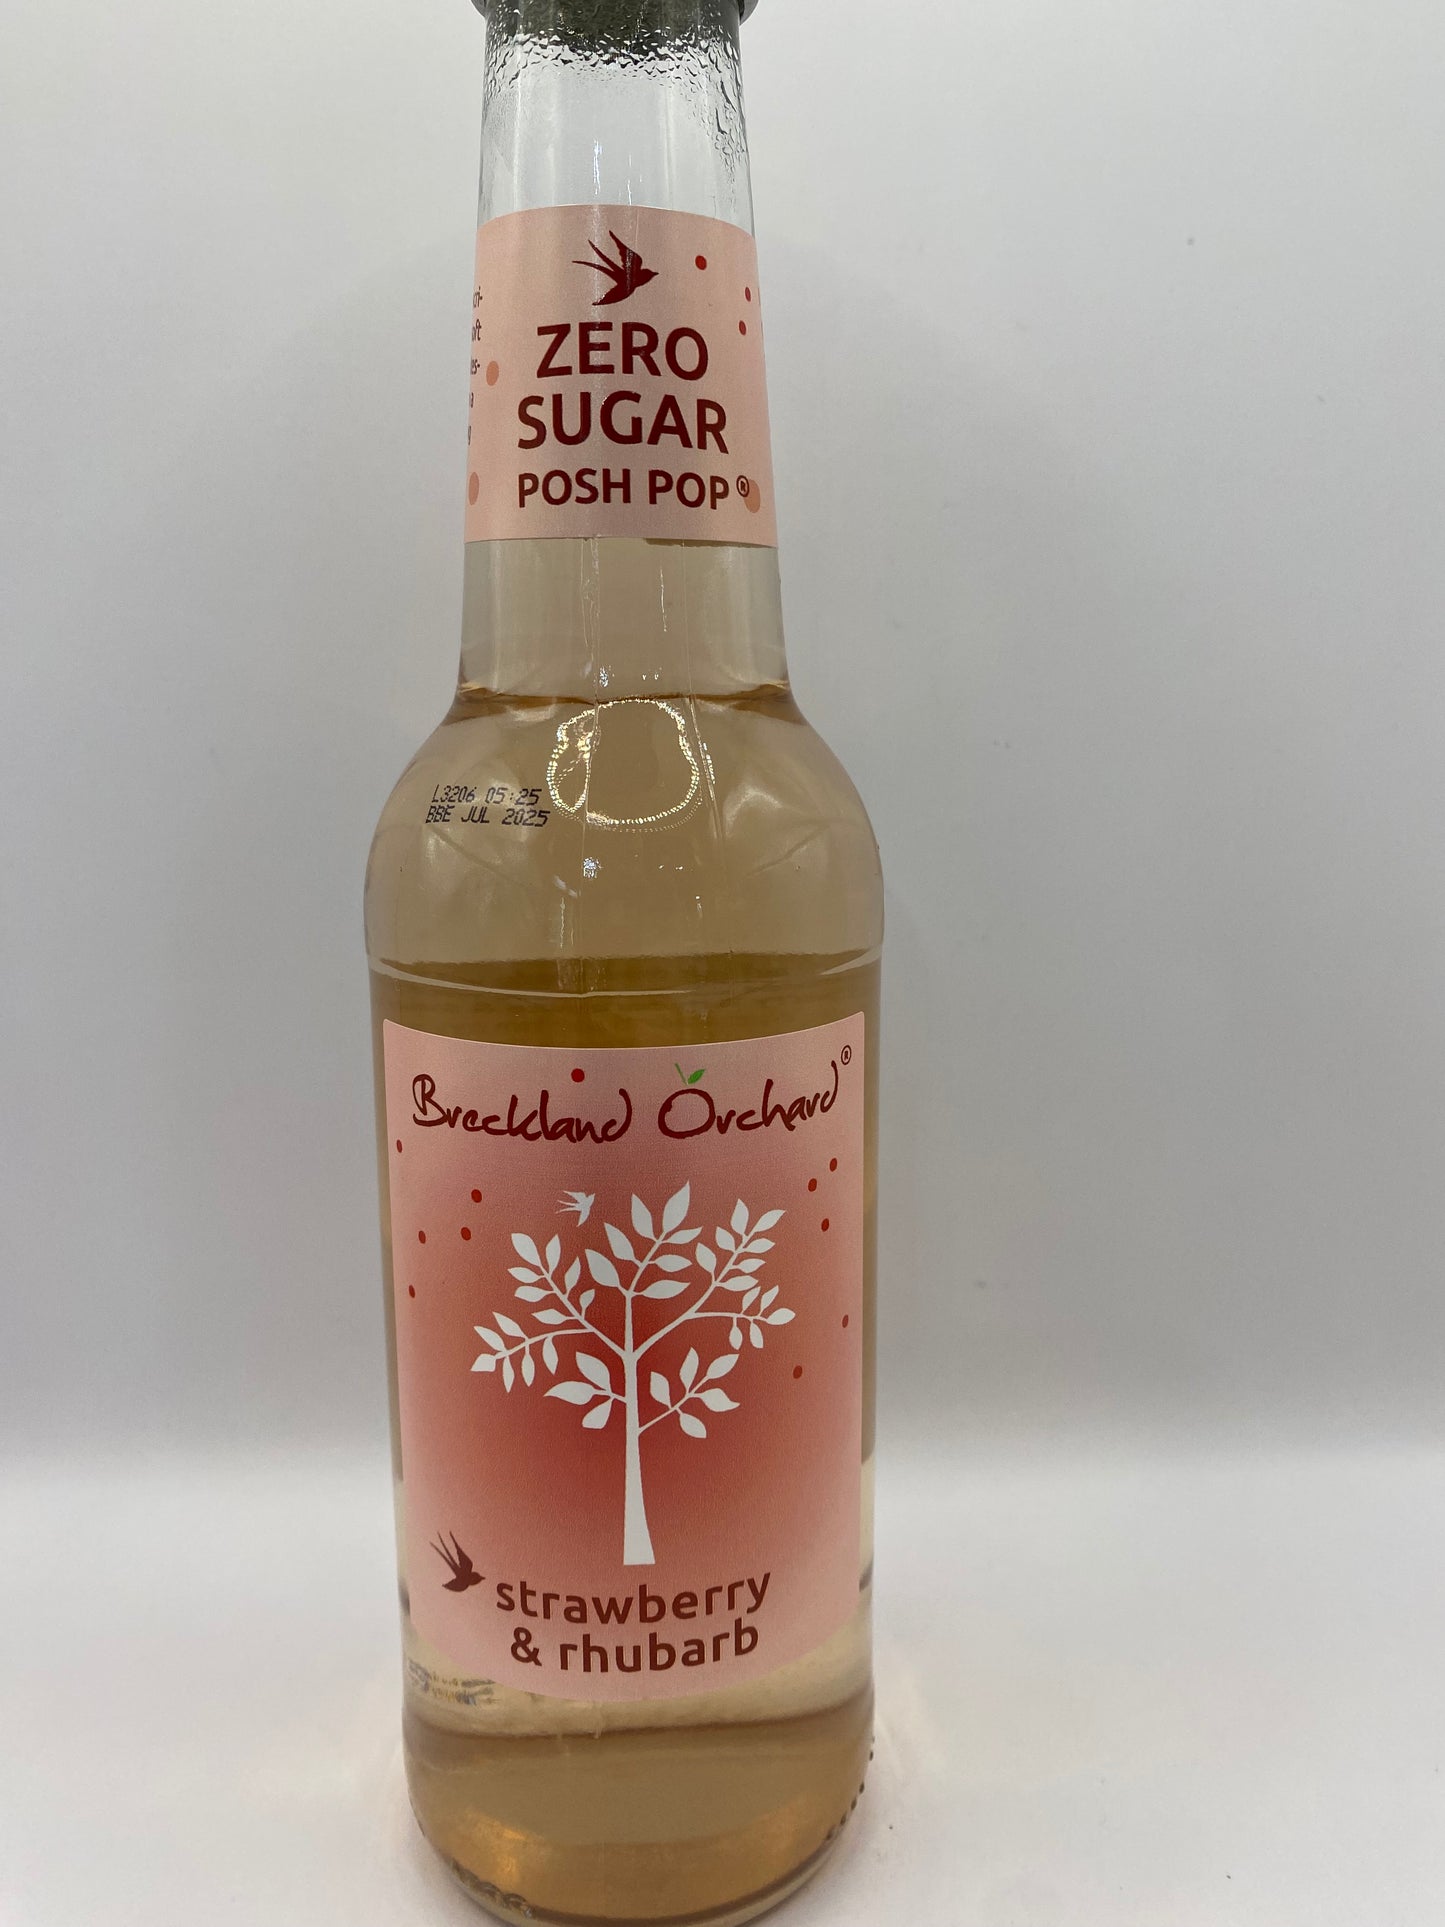 ZERO
SUGAR
POSH POP®
L3206 05:25
BBE JUL 2025
Breckland Orchard®
strawberry
& rhubarb